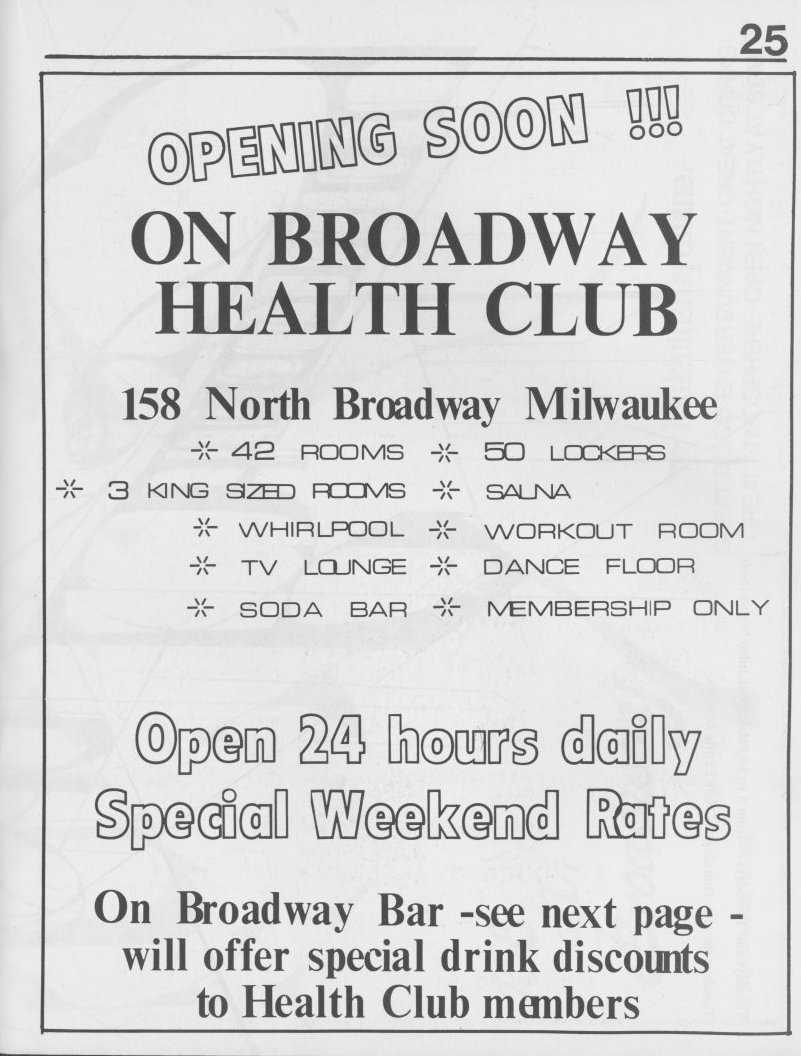 25
OPENING SOON !!!
ON BROADWAY
HEALTH CLUB
158 North Broadway Milwaukee
42 ROOMS
50 LOCKERS
3 KING SIZED ROOMS
SAUNA
WHIRLPOOL
WORKOUT ROOM
TV LOUNGE
DANCE FLOOR
SODA BAR
MEMBERSHIP ONLY
Open 24 hours daily
Special Weekend Rates
On Broadway Bar -see next page -
will offer special drink discounts
to Health Club members